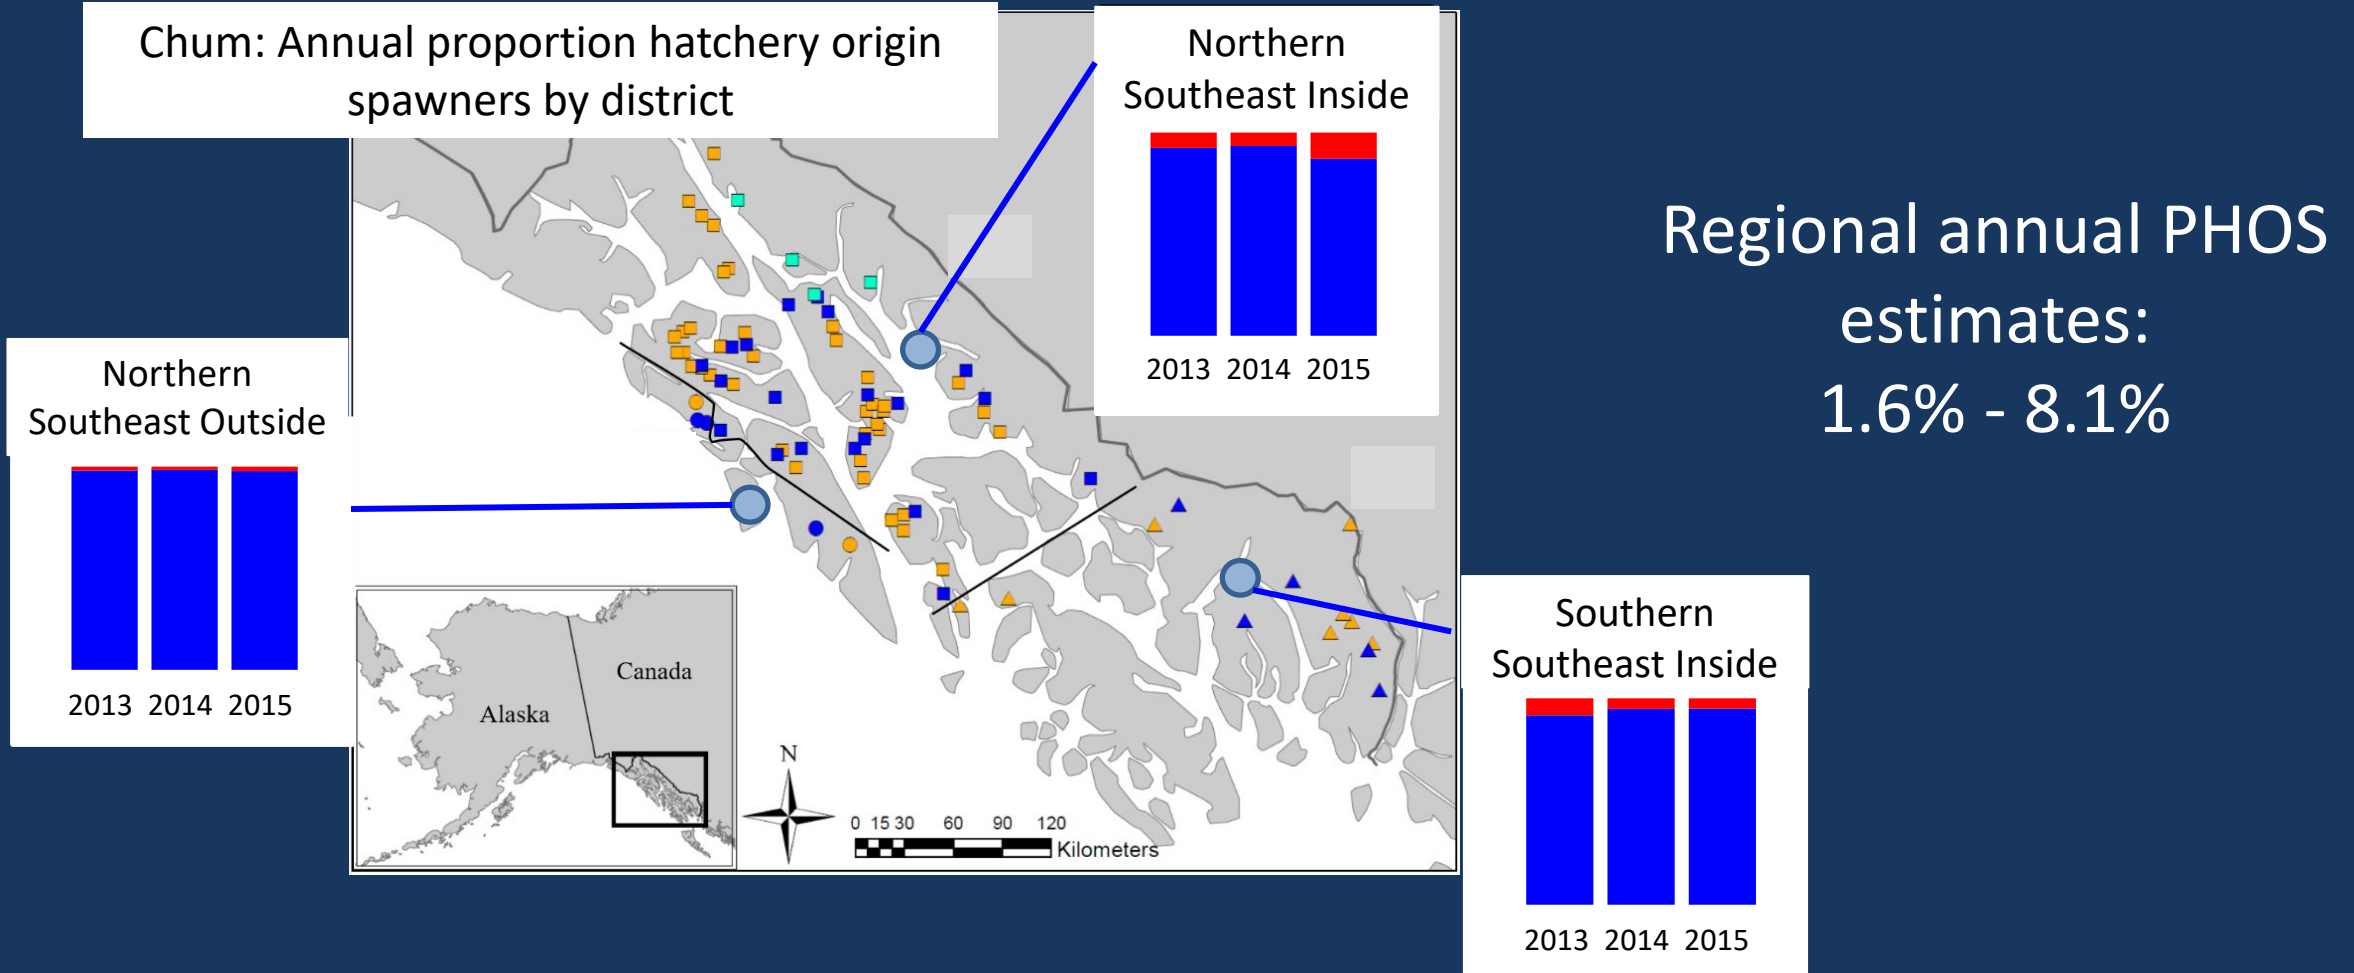 Chum: Annual proportion hatchery origin
spawners by district
Northern
Southeast Inside
2013 2014 2015
Regional annual PHOS
estimates:
1.6% - 8.1%
Northern
Southeast Outside
2013 2014 2015
Southern
Southeast Inside
2013 2014 2015
Canada
Alaska
N
0 15 30 60 90 120
Kilometers